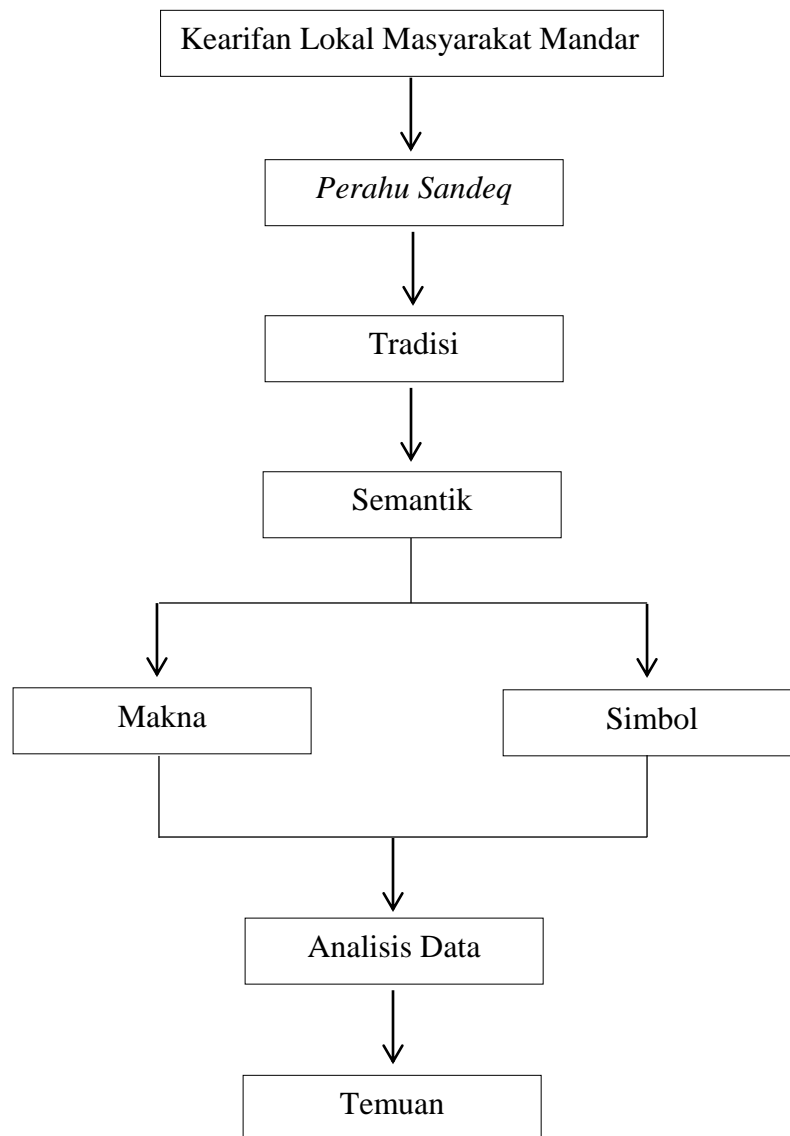 Kearifan Lokal Masyarakat Mandar
Perahu Sandeq
Tradisi
Semantik
Makna
Simbol
Analisis Data
Temuan